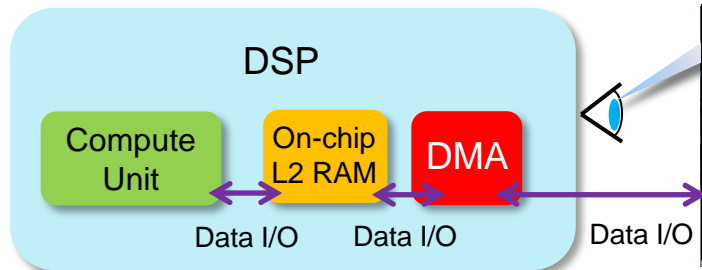 DSP
Compute
Unit
On-chip
L2 RAM
DMA
Data I/O
Data I/O
Data I/O